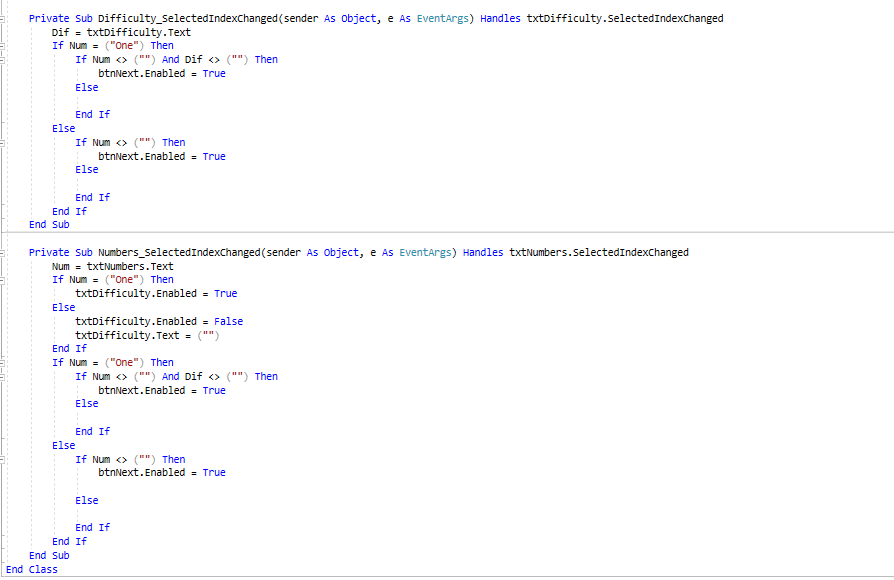 Private Sub Difficulty_SelectedIndexChanged(sender As Object, e As EventArgs) Handles txtDifficulty.SelectedIndexChanged
Dif = txtDifficulty.Text
If Num = ("One") Then
If Num <> ("") And Dif <> ("") Then
btnNext.Enabled = True
Else
End If
Else
If Num <> ("") Then
btnNext.Enabled = True
Else
End If
End If
End Sub
Private Sub Numbers_SelectedIndexChanged(sender As Object, e As EventArgs) Handles txtNumbers.SelectedIndexChanged
Num = txtNumbers.Text
If Num = ("One") Then
txtDifficulty.Enabled = True
Else
txtDifficulty.Enabled = False
txtDifficulty.Text = ("")
End If
If Num = ("One") Then
If Num <> ("") And Dif <> ("") Then
btnNext.Enabled = True
Else
End If
Else
If Num <> ("") Then
btnNext.Enabled = True
Else
End If
End If
End Sub
End Class